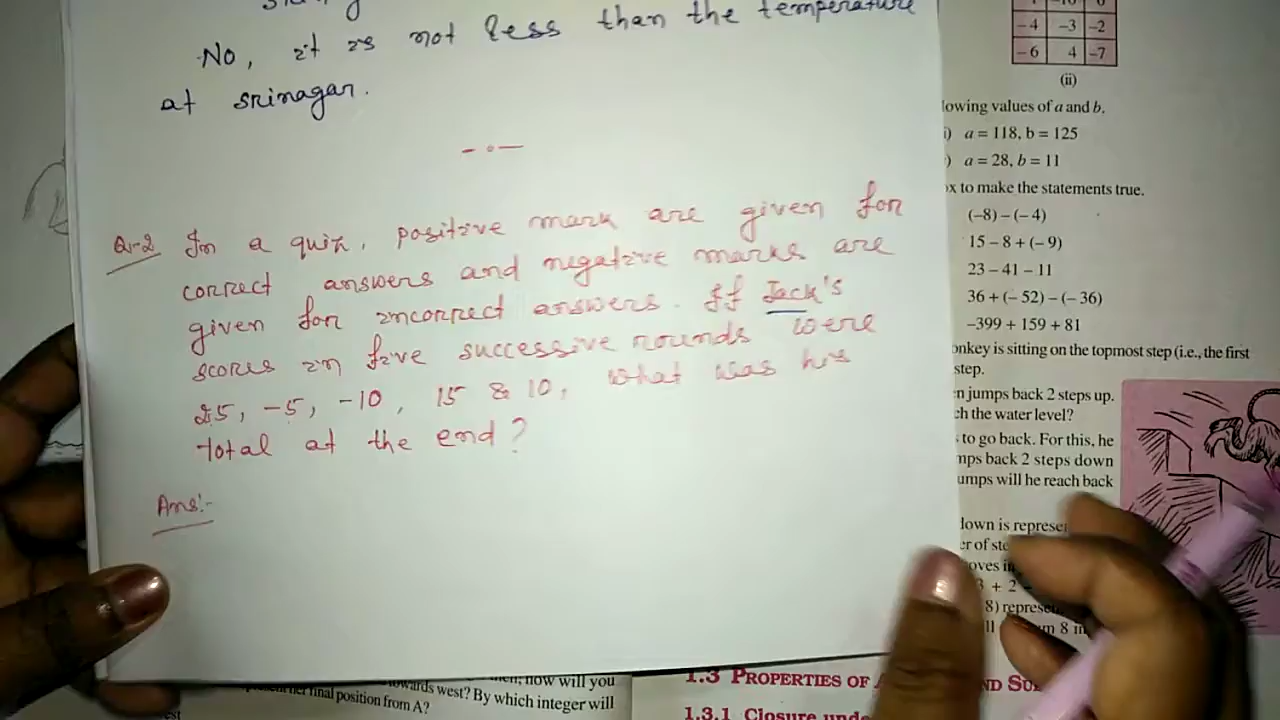 No, it is not less than the temperature
at srinagar.
Q-2 In a quiz, positive mark are given for
correct answers and negative marks are
given for incorrect answers. If Jack's
scores in five successive rounds were
25, -5, -10, 15 & 10, what was his
total at the end?
Ans:-
-4 -3 -2
-6 4 -7
(ii)
lowing values of a and b.
a = 118, b = 125
a = 28, b = 11
to make the statements true.
(-8) – (– 4)
15 – 8 + (– 9)
23 – 41 – 11
36 + (– 52) – (– 36)
-399 + 159 + 81
onkey is sitting on the topmost step (i.e., the first
step.
n jumps back 2 steps up.
ch the water level?
to go back. For this, he
mps back 2 steps down
umps will he reach back
down is represe
er of ste
oves i
3 + 2
8) represe
m 8 i
now will you
owards west? By which integer will
final position from A?
1.3 PROPERTIES OF A ND SU
1.3.1 Closure unde